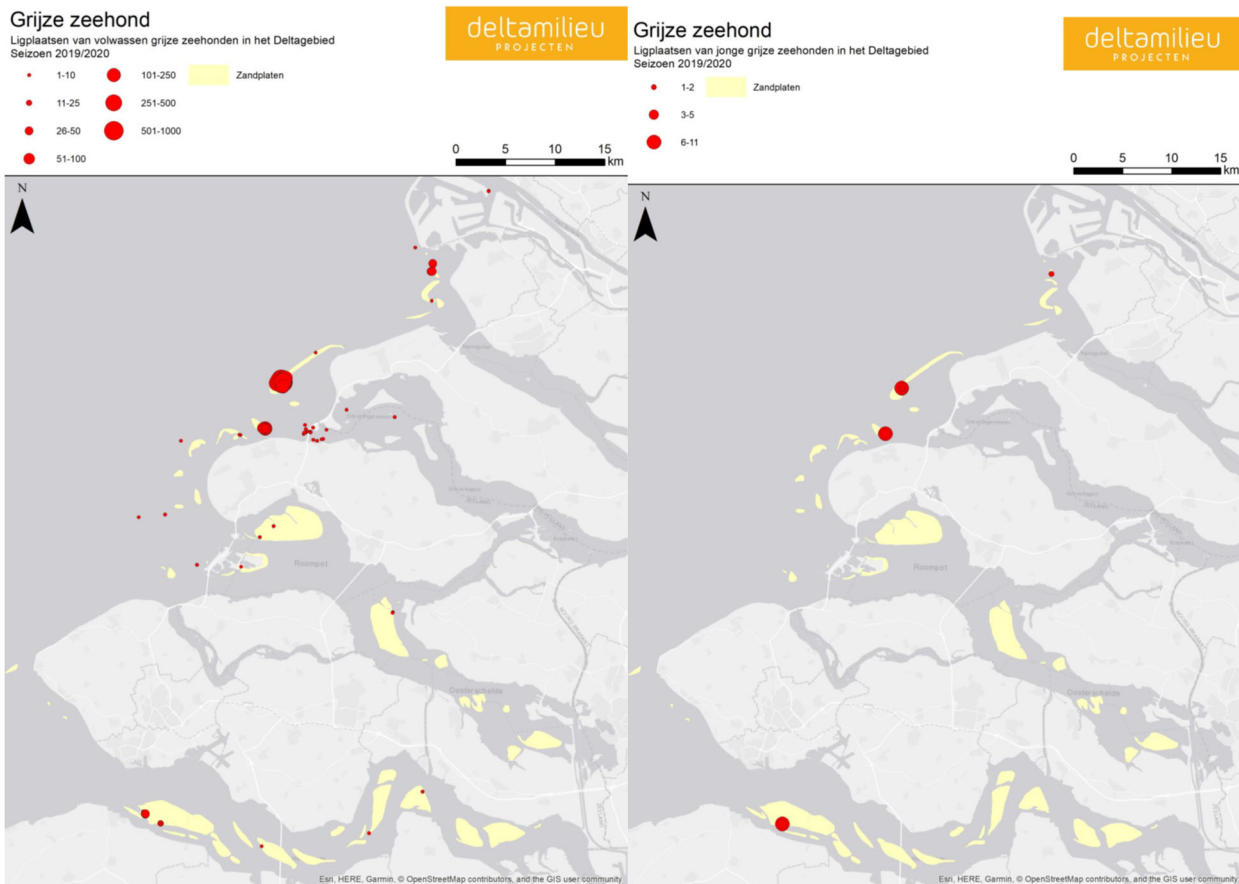 Grijze zeehond
Ligplaatsen van volwassen grijze zeehonden in het Deltagebied
Seizoen 2019/2020
deltamilieu
PROJECTEN
1-10
101-250
Zandplaten
11-25
251-500
26-50
501-1000
51-100
0 5 10 15
km
N
Roompot
Oosterschelde
Esri, HERE, Garmin, © OpenStreetMap contributors, and the GIS user community
Grijze zeehond
Ligplaatsen van jonge grijze zeehonden in het Deltagebied
Seizoen 2019/2020
deltamilieu
PROJECTEN
1-2
Zandplaten
3-5
6-11
0 5 10 15
km
N
Roompot
Oosterschelde
Esri, HERE, Garmin, © OpenStreetMap contributors, and the GIS user community